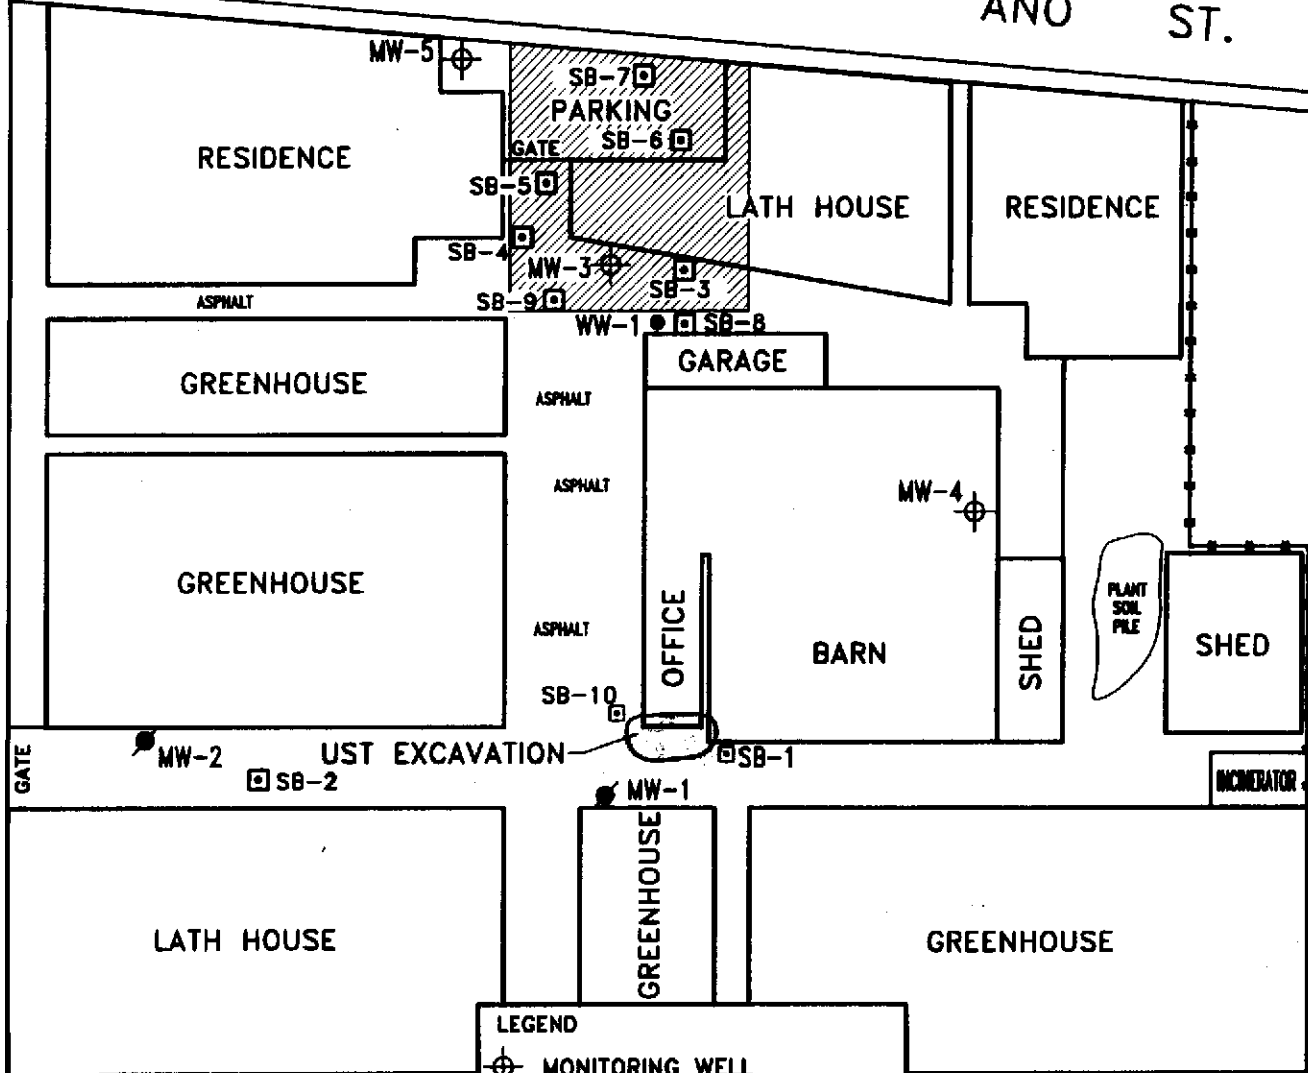 ANO ST.
MW-5
SB-7
PARKING
SB-6
GATE
RESIDENCE
SB-5
LATH HOUSE
RESIDENCE
SB-4
MW-3
SB-3
ASPHALT
SB-9
WW-1
SB-8
GARAGE
GREENHOUSE
ASPHALT
ASPHALT
MW-4
GREENHOUSE
PLANT
SOIL
PILE
ASPHALT
OFFICE
BARN
SHED
SHED
SB-10
UST EXCAVATION
SB-1
MW-2
GATE
SB-2
INCINERATOR
MW-1
GREENHOUSE
LATH HOUSE
GREENHOUSE
LEGEND
MONITORING WELL